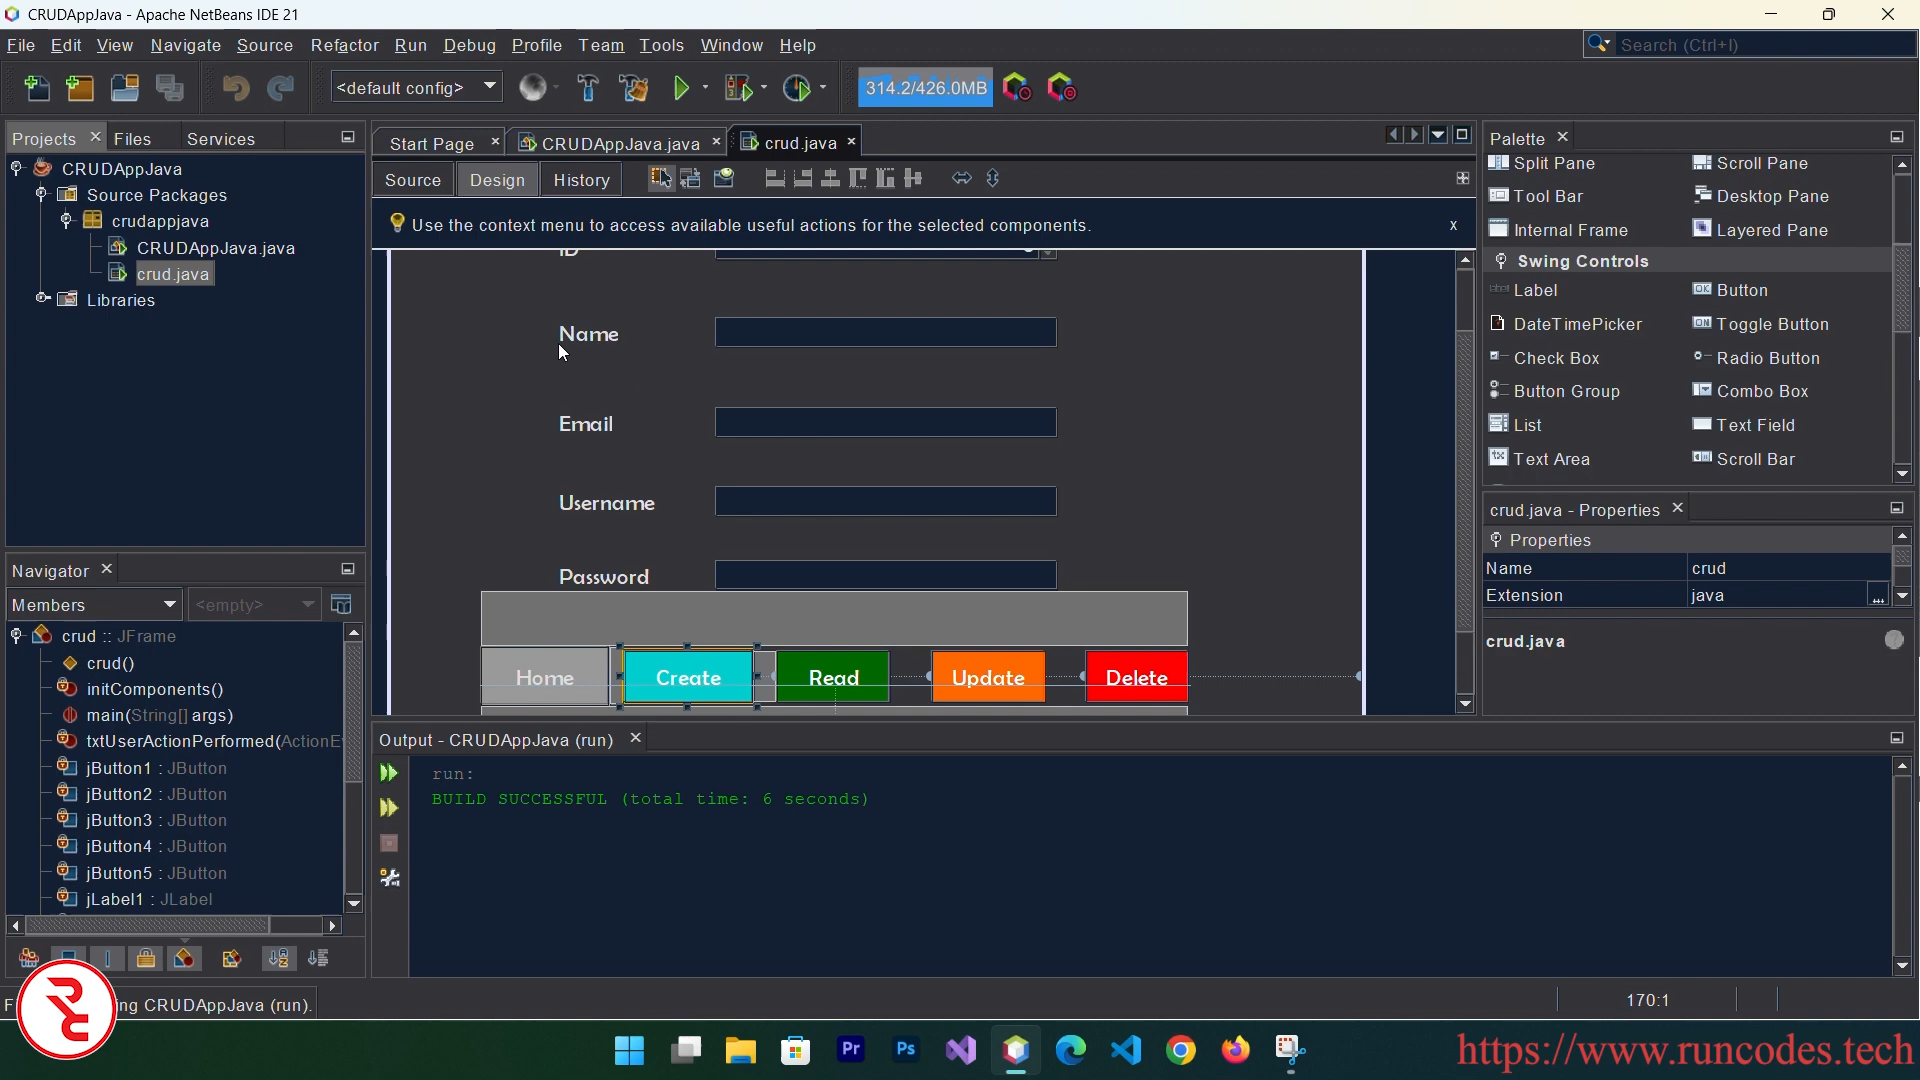 CRUDAppJava - Apache NetBeans IDE 21
File Edit View Navigate Source Refactor Run Debug Profile Team Tools Window Help
Search (Ctrl+I)
<default config>
314.2/426.0MB
Projects Files Services
CRUDAppJava
Source Packages
crudappjava
CRUDAppJava.java
crud.java
Libraries
Start Page CRUDAppJava.java crud.java
Source Design History
Use the context menu to access available useful actions for the selected components. x
ID
Name
Email
Username
Password
Home Create Read Update Delete
Palette
Split Pane Scroll Pane
Tool Bar Desktop Pane
Internal Frame Layered Pane
Swing Controls
Label Button
DateTimePicker Toggle Button
Check Box Radio Button
Button Group Combo Box
List Text Field
Text Area Scroll Bar
crud.java - Properties
Properties
Name crud
Extension java ...
crud.java
Navigator
Members <empty>
crud :: JFrame
crud()
initComponents()
main(String[] args)
txtUserActionPerformed(ActionE
jButton1 : JButton
jButton2 : JButton
jButton3 : JButton
jButton4 : JButton
jButton5 : JButton
jLabel1 : JLabel
Output - CRUDAppJava (run)
run:
BUILD SUCCESSFUL (total time: 6 seconds)
F ing CRUDAppJava (run).
170:1
Pr Ps
https://www.runcodes.tech